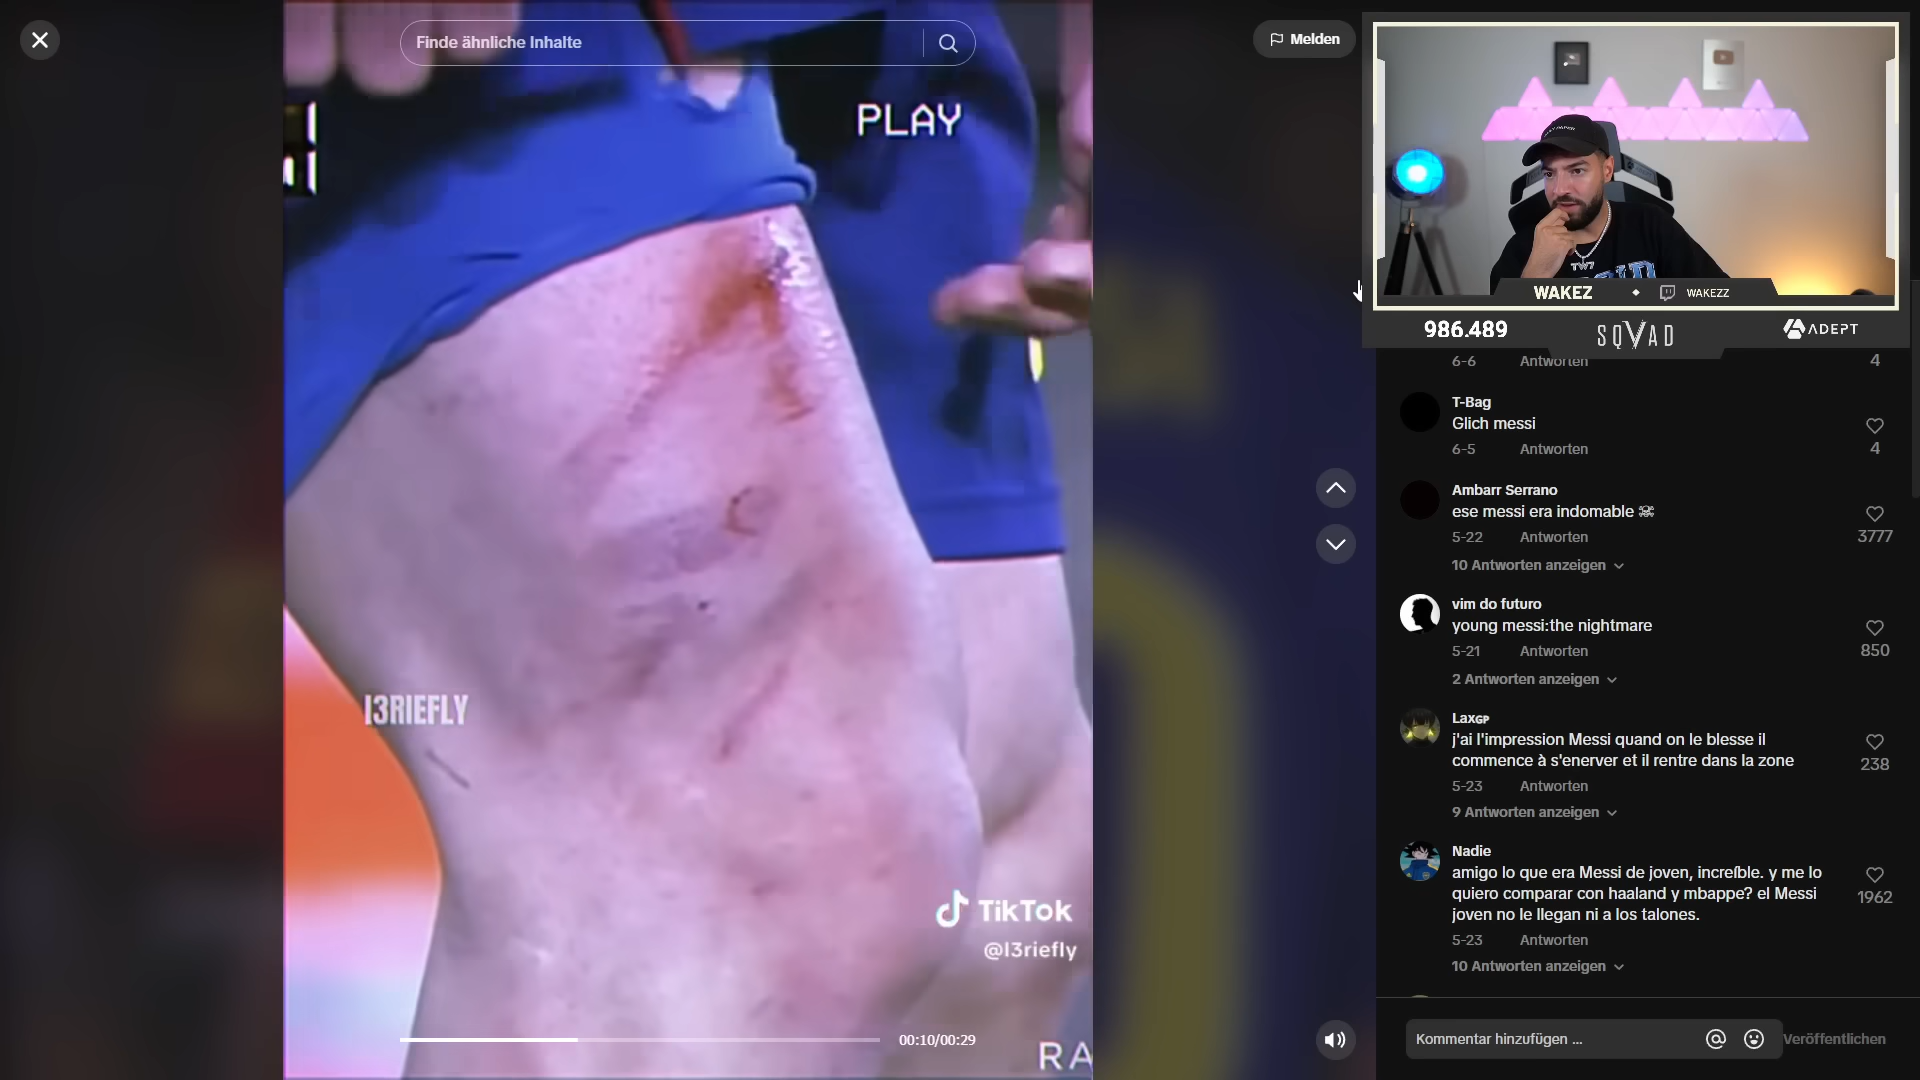 Finde ähnliche Inhalte
Melden
PLAY
WAKEZ
WAKEZZ
986.489
SQVAD
ADEPT
6-6 Antworten 4
T-Bag
Glich messi
6-5 Antworten 4
Ambarr Serrano
ese messi era indomable ☠
5-22 Antworten 3777
10 Antworten anzeigen
vim do futuro
young messi:the nightmare
5-21 Antworten 850
2 Antworten anzeigen
Laxɢᴘ
j'ai l'impression Messi quand on le blesse il
commence à s'enerver et il rentre dans la zone
238
5-23 Antworten
9 Antworten anzeigen
Nadie
amigo lo que era Messi de joven, increíble. y me lo
quiero comparar con haaland y mbappe? el Messi
joven no le llegan ni a los talones.
1962
5-23 Antworten
10 Antworten anzeigen
Kommentar hinzufügen ...
Veröffentlichen
l3RIEFLY
TikTok
@l3riefly
00:10/00:29
RA